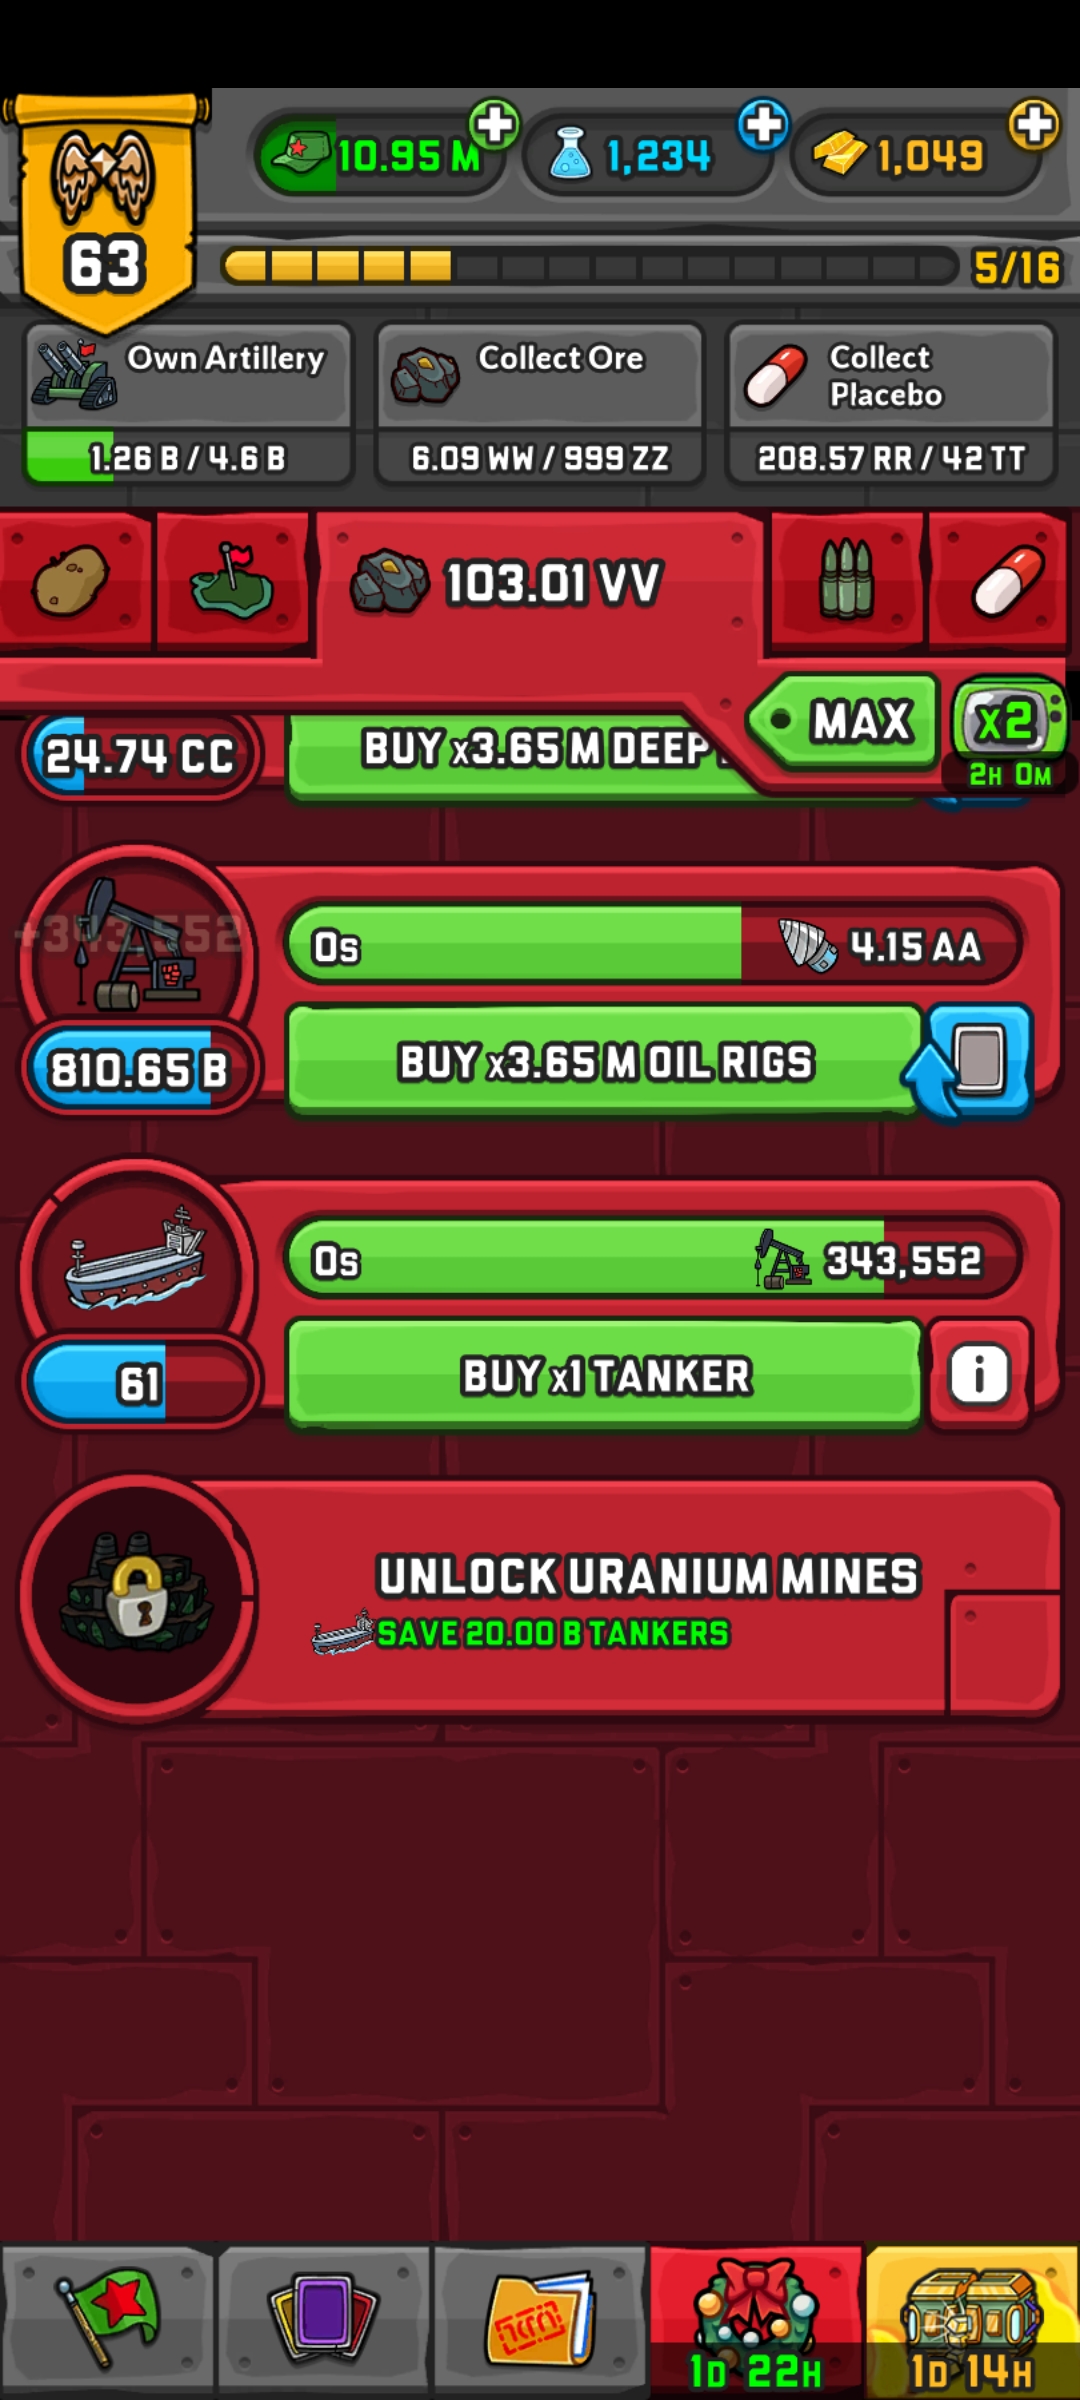 10.95 M
1,234
1,049
63
5/16
Own Artillery
1.26 B / 4.6 B
Collect Ore
6.09 WW / 999 ZZ
Collect
Placebo
208.57 RR / 42 TT
103.01 VV
MAX
x2
2H 0M
24.74 CC
BUY x3.65 M DEEP
+343,552
0s
4.15 AA
810.65 B
BUY x3.65 M OIL RIGS
0s
343,552
61
BUY x1 TANKER
i
UNLOCK URANIUM MINES
SAVE 20.00 B TANKERS
1D 22H
1D 14H